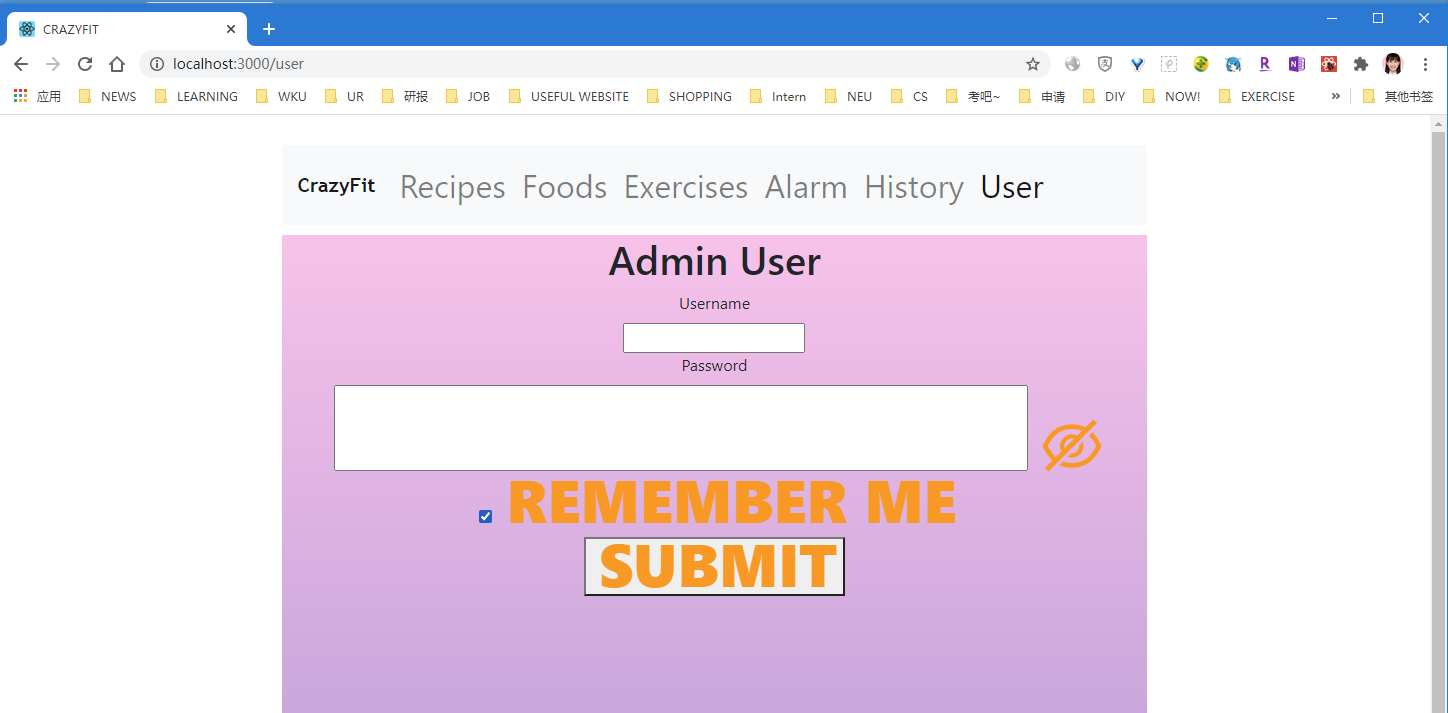 CRAZYFIT
localhost:3000/user
应用 NEWS LEARNING WKU UR 研报 JOB USEFUL WEBSITE SHOPPING Intern NEU CS 考吧~ 申请 DIY NOW! EXERCISE » 其他书签
CrazyFit Recipes Foods Exercises Alarm History User
Admin User
Username
Password
REMEMBER ME
SUBMIT